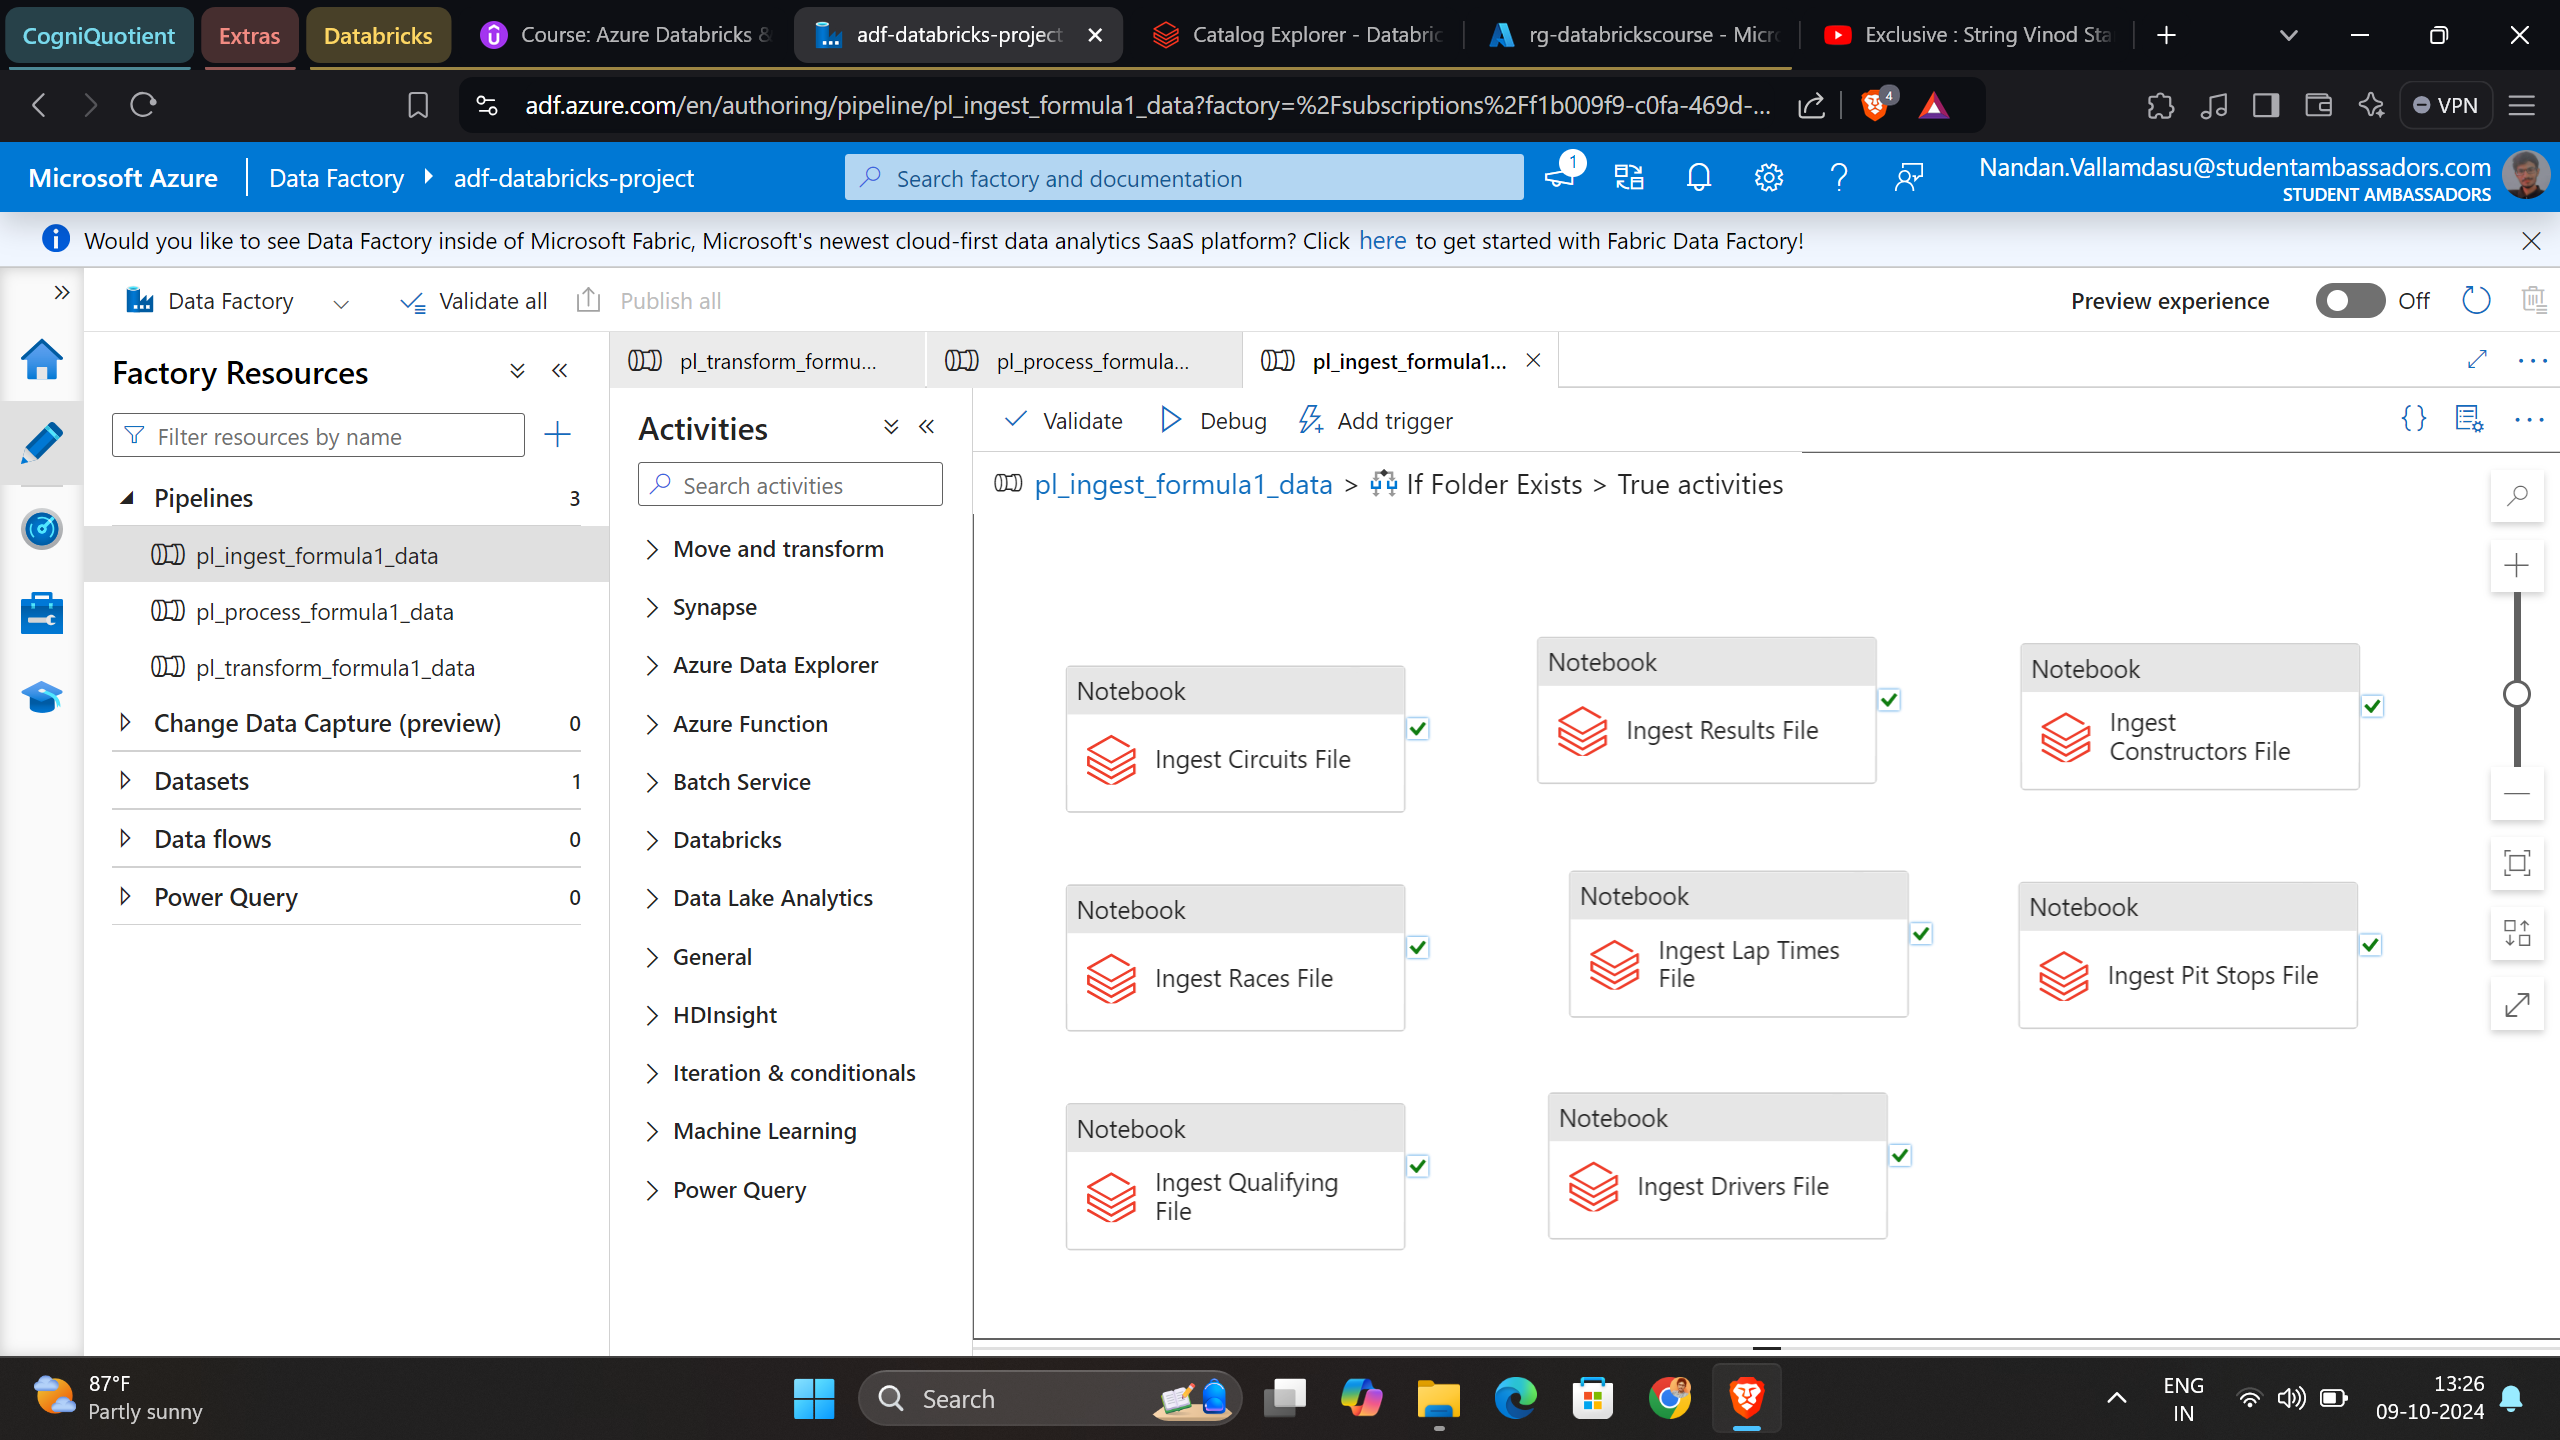 CogniQuotient
Extras
Databricks
Course: Azure Databricks &
adf-databricks-project
Catalog Explorer - Databric
rg-databrickscourse - Micro
Exclusive : String Vinod Sta
adf.azure.com/en/authoring/pipeline/pl_ingest_formula1_data?factory=%2Fsubscriptions%2Ff1b009f9-c0fa-469d-...
4
VPN
Microsoft Azure
Data Factory
adf-databricks-project
Search factory and documentation
1
Nandan.Vallamdasu@studentambassadors.com
STUDENT AMBASSADORS
Would you like to see Data Factory inside of Microsoft Fabric, Microsoft's newest cloud-first data analytics SaaS platform? Click here to get started with Fabric Data Factory!
Data Factory
Validate all
Publish all
Preview experience
Off
Factory Resources
Filter resources by name
Pipelines 3
pl_ingest_formula1_data
pl_process_formula1_data
pl_transform_formula1_data
Change Data Capture (preview) 0
Datasets 1
Data flows 0
Power Query 0
pl_transform_formu...
pl_process_formula...
pl_ingest_formula1...
Activities
Search activities
Move and transform
Synapse
Azure Data Explorer
Azure Function
Batch Service
Databricks
Data Lake Analytics
General
HDInsight
Iteration & conditionals
Machine Learning
Power Query
Validate
Debug
Add trigger
pl_ingest_formula1_data > If Folder Exists > True activities
Notebook
Ingest Circuits File
Notebook
Ingest Results File
Notebook
Ingest
Constructors File
Notebook
Ingest Races File
Notebook
Ingest Lap Times
File
Notebook
Ingest Pit Stops File
Notebook
Ingest Qualifying
File
Notebook
Ingest Drivers File
87°F
Partly sunny
Search
ENG
IN
13:26
09-10-2024